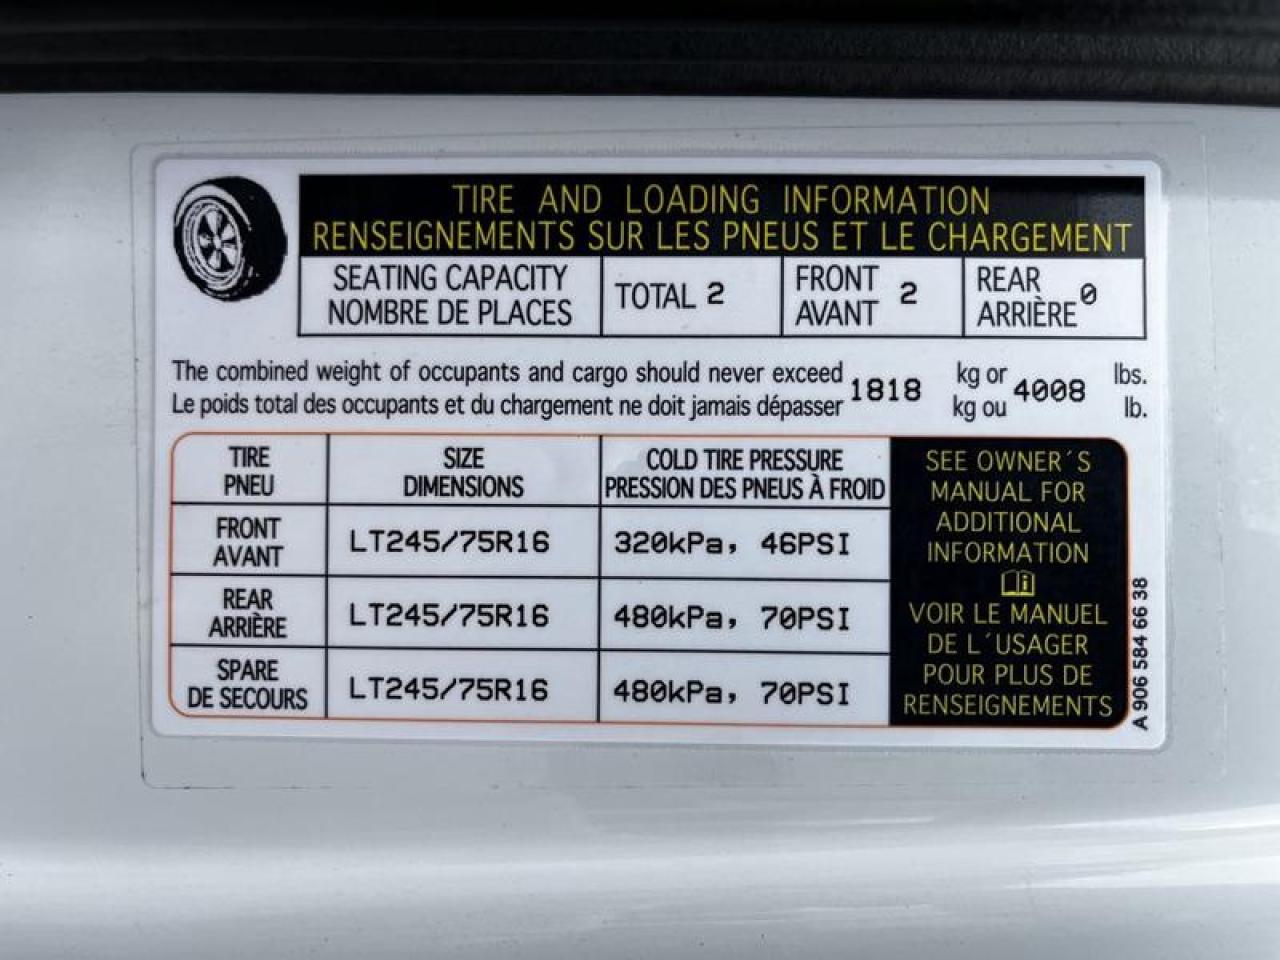 TIRE AND LOADING INFORMATION
RENSEIGNEMENTS SUR LES PNEUS ET LE CHARGEMENT
SEATING CAPACITY
NOMBRE DE PLACES
TOTAL 2
FRONT
AVANT
2
REAR
ARRIÈRE
0
The combined weight of occupants and cargo should never exceed
Le poids total des occupants et du chargement ne doit jamais dépasser
1818
kg or
kg ou
4008
lbs.
lb.
TIRE
PNEU
SIZE
DIMENSIONS
COLD TIRE PRESSURE
PRESSION DES PNEUS À FROID
FRONT
AVANT
LT245/75R16
320kPa, 46PSI
REAR
ARRIÈRE
LT245/75R16
480kPa, 70PSI
SPARE
DE SECOURS
LT245/75R16
480kPa, 70PSI
SEE OWNER´S
MANUAL FOR
ADDITIONAL
INFORMATION
VOIR LE MANUEL
DE L´USAGER
POUR PLUS DE
RENSEIGNEMENTS
A 906 584 66 38